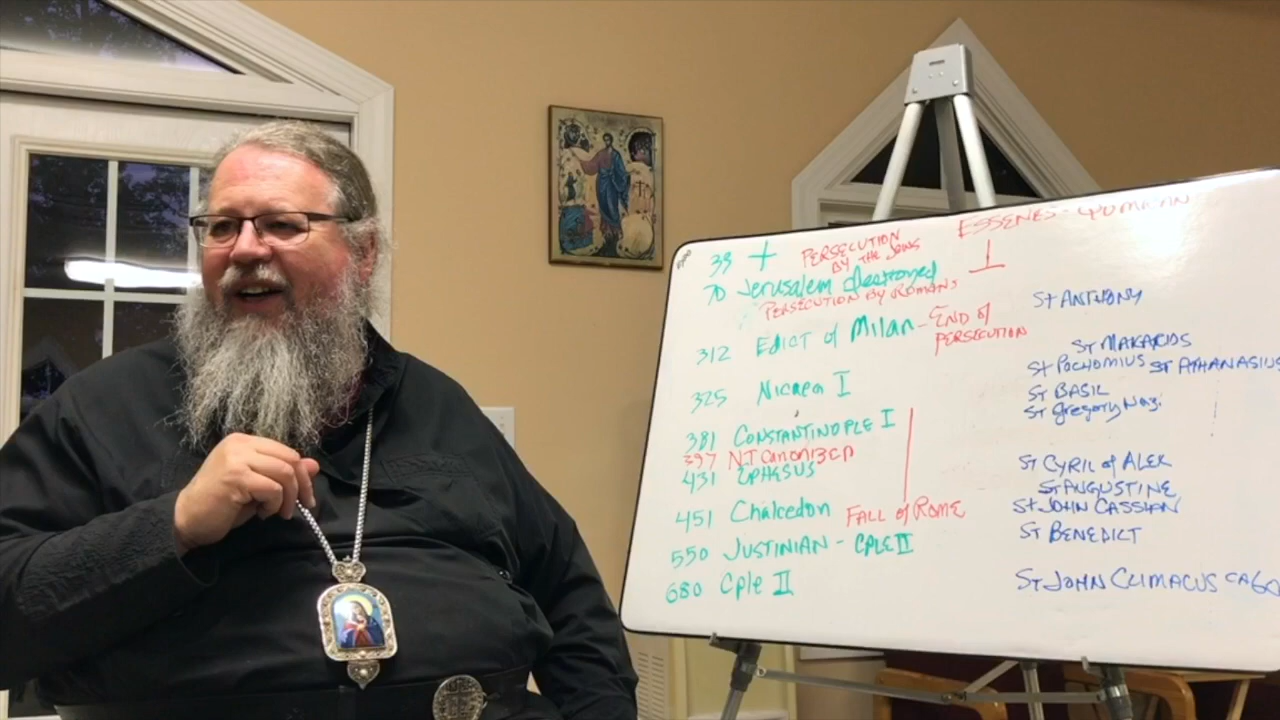 ESSENES - QUMRAN
33 + PERSECUTION
BY THE JEWS
70 Jerusalem destroyed
PERSECUTION BY ROMANS
312 EDICT of Milan - END of
PERSECUTION
325 Nicaea I
381 CONSTANTINOPLE I
397 NT Canonized
431 EPHESUS
451 Chalcedon FALL of ROME
550 JUSTINIAN - CPLE II
680 Cple II
ST ANTHONY
ST MAKARIOS
ST POCHOMIUS ST ATHANASIUS
ST BASIL
ST Gregory Naz.
ST CYRIL of ALEX
ST AUGUSTINE
ST JOHN CASSIAN
ST BENEDICT
ST JOHN CLIMACUS CA 60